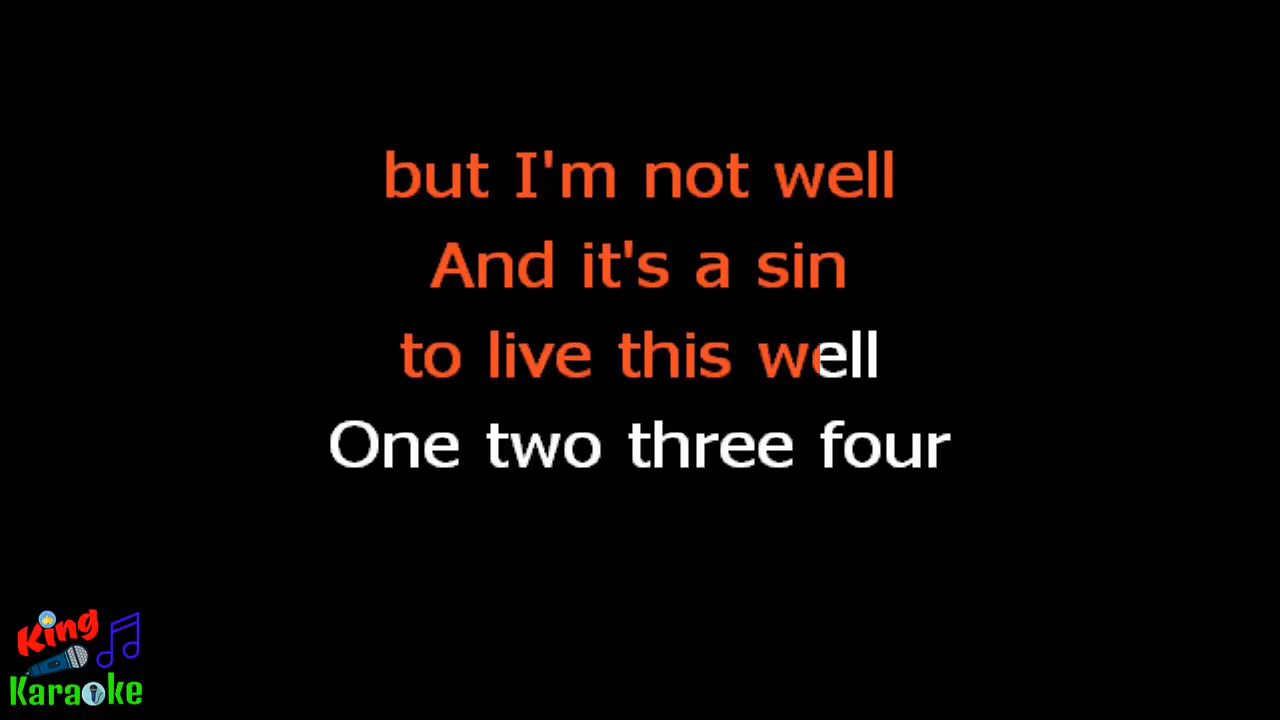 but I'm not well
And it's a sin
to live this well
One two three four
King
Karaoke